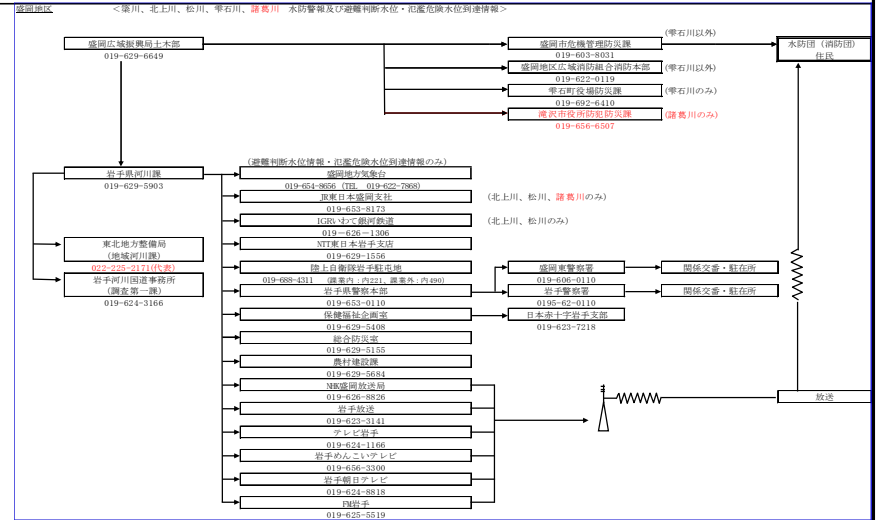 盛岡地区 <簗川、北上川、松川、雫石川、諸葛川 水防警報及び避難判断水位・氾濫危険水位到達情報>
盛岡広域振興局土木部
019-629-6649
(雫石川以外)
盛岡市危機管理防災課
019-603-8031
盛岡地区広域消防組合消防本部 (雫石川以外)
019-622-0119
雫石町役場防災課 (雫石川のみ)
019-692-6410
滝沢市役所防犯防災課 (諸葛川のみ)
019-656-6507
水防団（消防団）
住民
岩手県河川課
019-629-5903
東北地方整備局
(地域河川課)
022-225-2171(代表)
岩手河川国道事務所
(調査第一課)
019-624-3166
(避難判断水位情報・氾濫危険水位到達情報のみ)
盛岡地方気象台
019-654-8656 (TEL 019-622-7868)
JR東日本盛岡支社 (北上川、松川、諸葛川のみ)
019-653-8173
IGRいわて銀河鉄道 (北上川、松川のみ)
019－626－1306
NTT東日本岩手支店
019-629-1556
陸上自衛隊岩手駐屯地
019-688-4311 (課業内：内221、課業外：内490)
岩手県警察本部
019-653-0110
保健福祉企画室
019-629-5408
総合防災室
019-629-5155
農村建設課
019-629-5684
NHK盛岡放送局
019-626-8826
岩手放送
019-623-3141
テレビ岩手
019-624-1166
岩手めんこいテレビ
019-656-3300
岩手朝日テレビ
019-624-8818
FM岩手
019-625-5519
盛岡東警察署
019-606-0110
岩手警察署
0195-62-0110
日本赤十字岩手支部
019-623-7218
関係交番・駐在所
関係交番・駐在所
放送